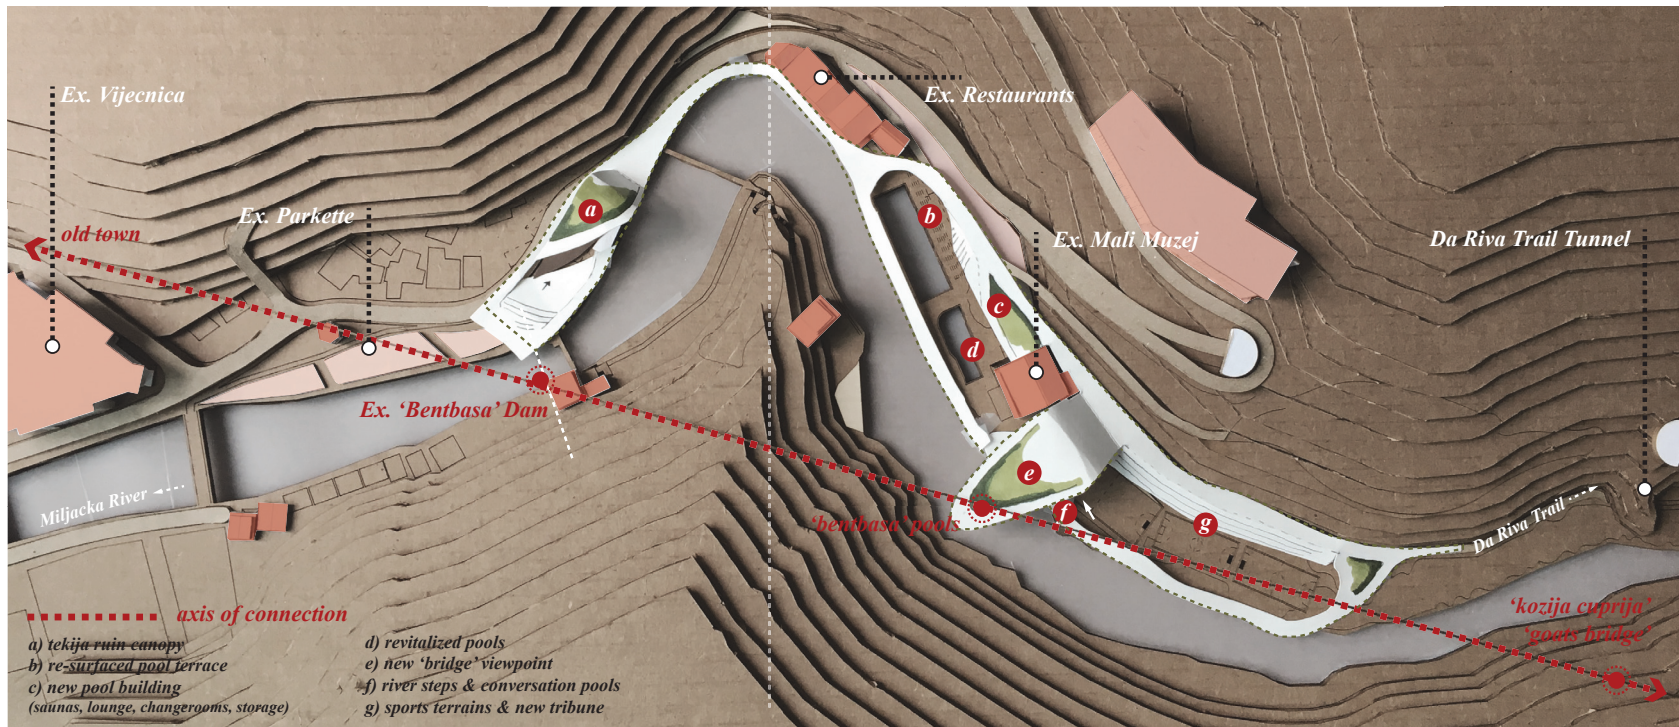 Ex. Vijecnica
Ex. Restaurants
Ex. Parkette
old town
a
b
Ex. Mali Muzej
Da Riva Trail Tunnel
c
d
Ex. 'Bentbasa' Dam
e
Miljacka River
'bentbasa' pools
f
g
Da Riva Trail
axis of connection
'kozija cuprija'
'goats bridge'
a) tekija ruin canopy
b) re-surfaced pool terrace
c) new pool building
(saunas, lounge, changerooms, storage)
d) revitalized pools
e) new 'bridge' viewpoint
f) river steps & conversation pools
g) sports terrains & new tribune